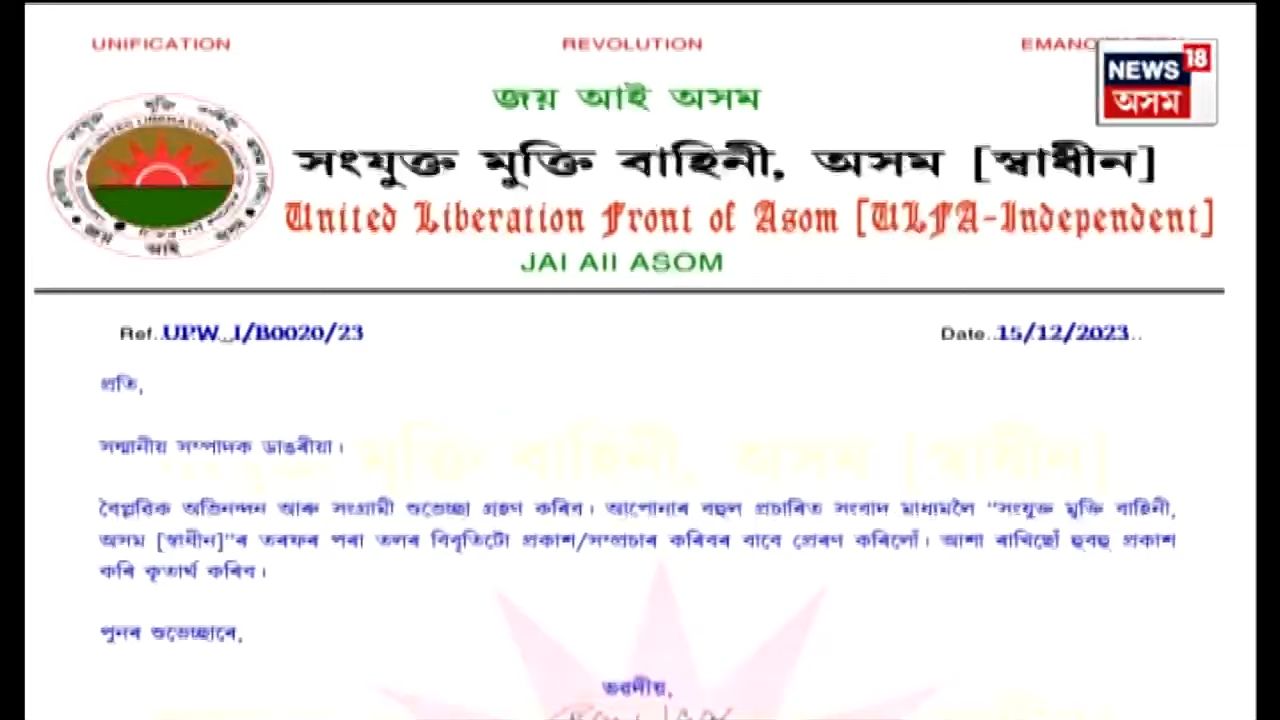 UNIFICATION REVOLUTION
NEWS 18
অসম
জয় আই অসম
সংযুক্ত মুক্তি বাহিনী, অসম [স্বাধীন]
United Liberation Front of Asom [ULFA-Independent]
JAI AII ASOM
Ref..UPW_I/B0020/23 Date..15/12/2023..
প্ৰতি,
সন্মানীয় সম্পাদক ডাঙৰীয়া।
বৈপ্লৱিক অভিনন্দন আৰু সংগ্ৰামী শুভেচ্ছা গ্ৰহণ কৰিব। আপোনাৰ বহুল প্ৰচাৰিত সংবাদ মাধ্যমলৈ "সংযুক্ত মুক্তি বাহিনী,
অসম [স্বাধীন]"ৰ তৰফৰ পৰা তলৰ বিবৃতিটো প্ৰকাশ/সম্প্ৰচাৰ কৰিবৰ বাবে প্ৰেৰণ কৰিলোঁ। আশা ৰাখিছোঁ হুবহু প্ৰকাশ
কৰি কৃতাৰ্থ কৰিব।
পুনৰ শুভেচ্ছাৰে,
ভৱদীয়,